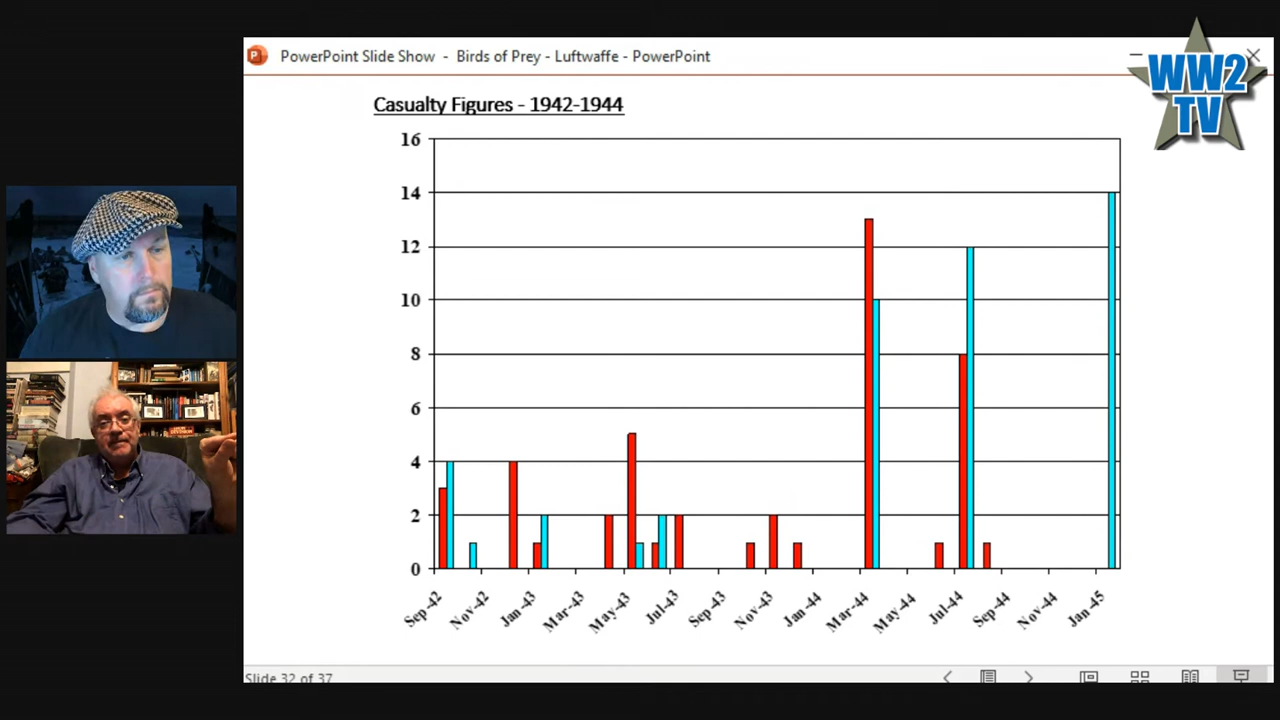 PowerPoint Slide Show - Birds of Prey - Luftwaffe - PowerPoint
WW2
TV
Casualty Figures - 1942-1944
16
14
12
10
8
6
4
2
0
Sep-42
Nov-42
Jan-43
Mar-43
May-43
Jul-43
Sep-43
Nov-43
Jan-44
Mar-44
May-44
Jul-44
Sep-44
Nov-44
Jan-45
Slide 32 of 37